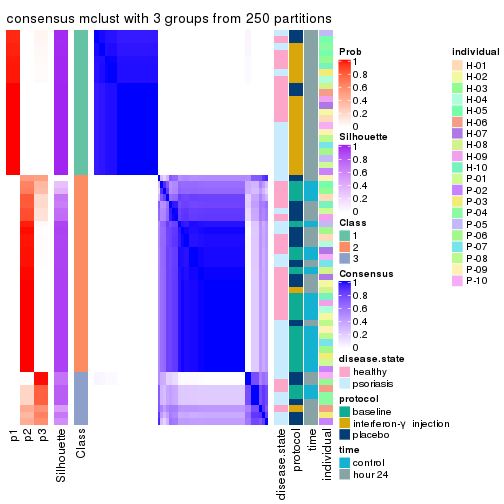 consensus mclust with 3 groups from 250 partitions
Prob
1
0.8
0.6
0.4
0.2
0
Silhouette
1
0.8
0.6
0.4
0.2
0
Class
1
2
3
Consensus
1
0.8
0.6
0.4
0.2
0
disease.state
healthy
psoriasis
protocol
baseline
interferon-γ injection
placebo
time
control
hour 24
individual
H-01
H-02
H-03
H-04
H-05
H-06
H-07
H-08
H-09
H-10
P-01
P-02
P-03
P-04
P-05
P-06
P-07
P-08
P-09
P-10
p1
p2
p3
Silhouette
Class
disease.state
protocol
time
individual